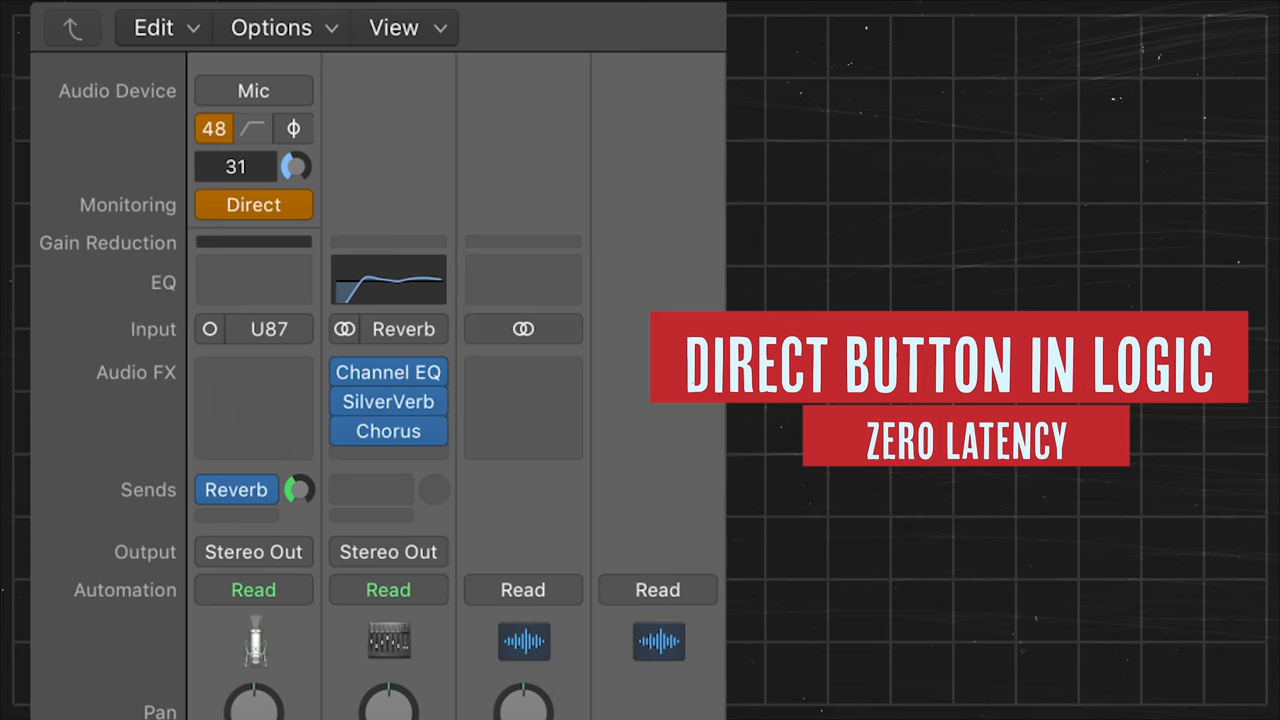 Edit Options View
Audio Device Mic
48
31
Monitoring Direct
Gain Reduction
EQ
Input U87 Reverb
Audio FX Channel EQ
SilverVerb
Chorus
Sends Reverb
Output Stereo Out Stereo Out
Automation Read Read Read Read
Pan
DIRECT BUTTON IN LOGIC
ZERO LATENCY